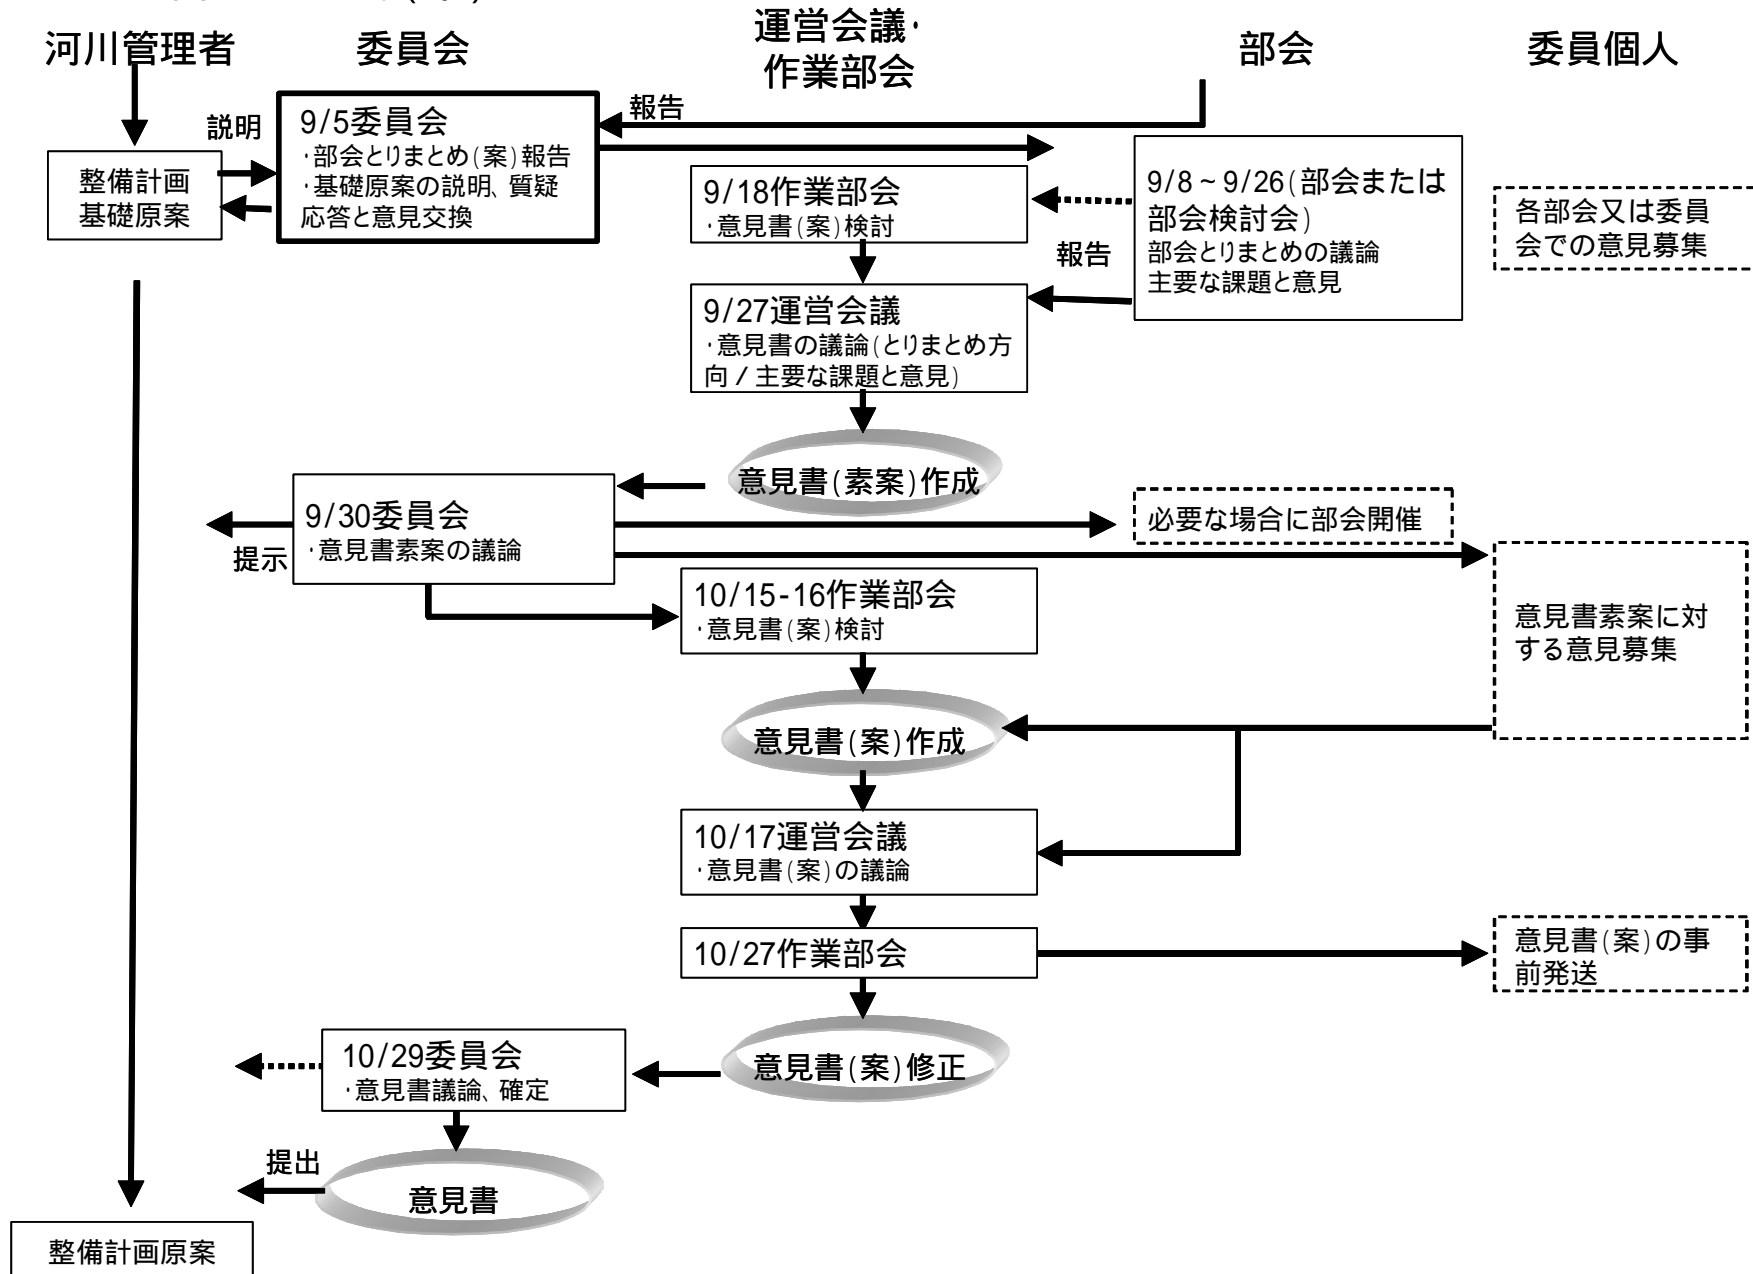 河川管理者
委員会
運営会議・
作業部会
部会
委員個人
報告
説明
9/5委員会
・部会とりまとめ(案)報告
・基礎原案の説明、質疑
応答と意見交換
整備計画
基礎原案
9/18作業部会
・意見書(案)検討
9/8～9/26(部会または
部会検討会)
部会とりまとめの議論
主要な課題と意見
各部会又は委員
会での意見募集
報告
9/27運営会議
・意見書の議論(とりまとめ方
向/主要な課題と意見)
意見書(素案)作成
9/30委員会
・意見書素案の議論
提示
必要な場合に部会開催
10/15-16作業部会
・意見書(案)検討
意見書素案に対
する意見募集
意見書(案)作成
10/17運営会議
・意見書(案)の議論
10/27作業部会
意見書(案)の事
前発送
10/29委員会
・意見書議論、確定
意見書(案)修正
提出
意見書
整備計画原案